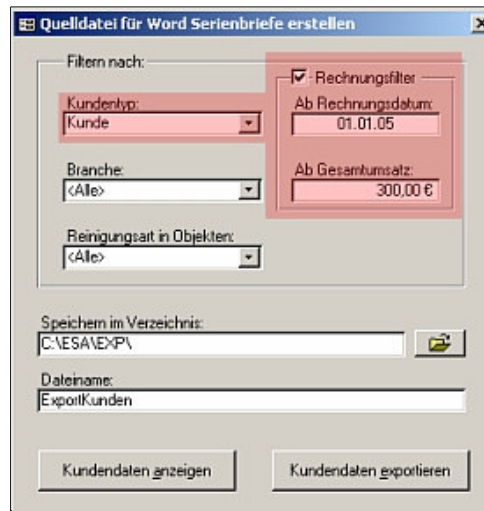 Quelldatei für Word Serienbriefe erstellen
Filtern nach:
Kundentyp:
Kunde
Branche:
<Alle>
Reinigungsart in Objekten:
<Alle>
Rechnungsfilter
Ab Rechnungsdatum:
01.01.05
Ab Gesamtumsatz:
300,00 €
Speichern im Verzeichnis:
C:\ESA\EXP\
Dateiname:
ExportKunden
Kundendaten anzeigen
Kundendaten exportieren